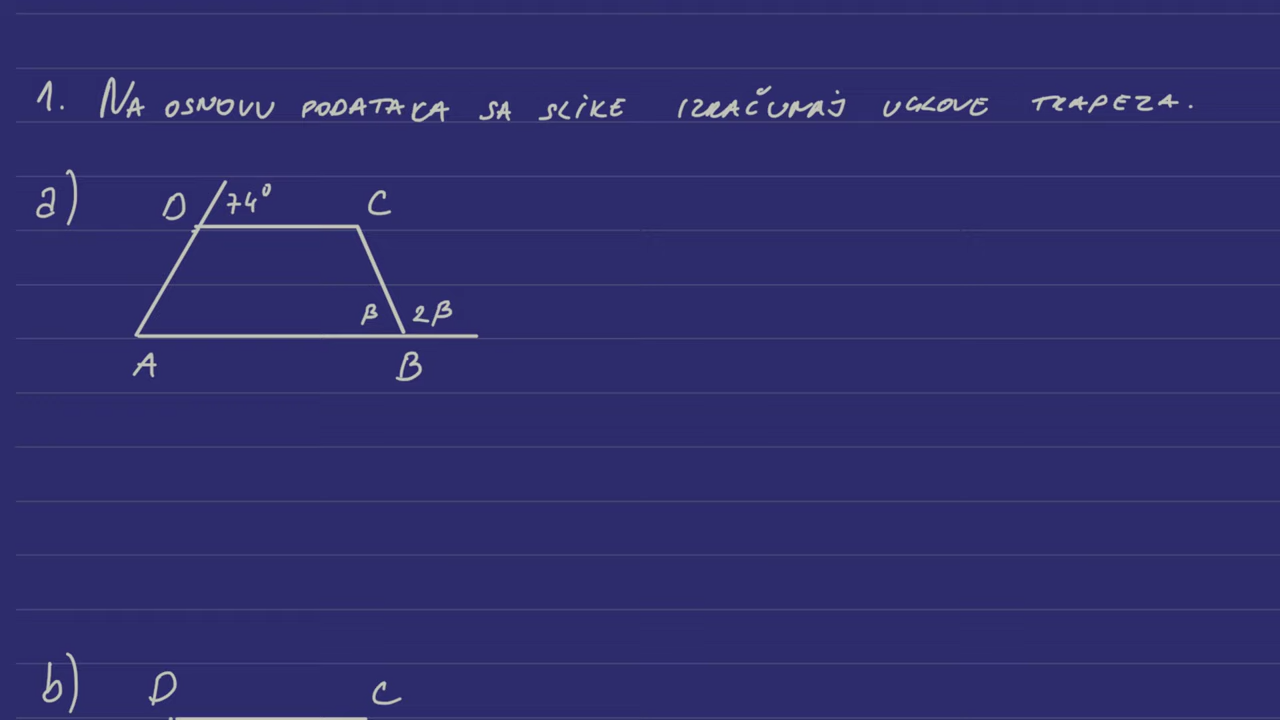 1. NA OSNOVU PODATAKA SA SLIKE IZRAČUNAJ UGLOVE TRAPEZA.
a) D 74° C
β 2β
A B
b) D C